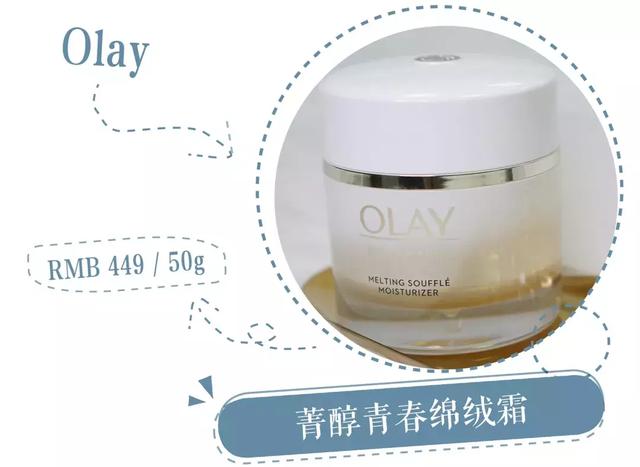 Olay
OLAY
MELTING SOUFFLÉ
MOISTURIZER
RMB 449 / 50g
菁醇青春绵绒霜